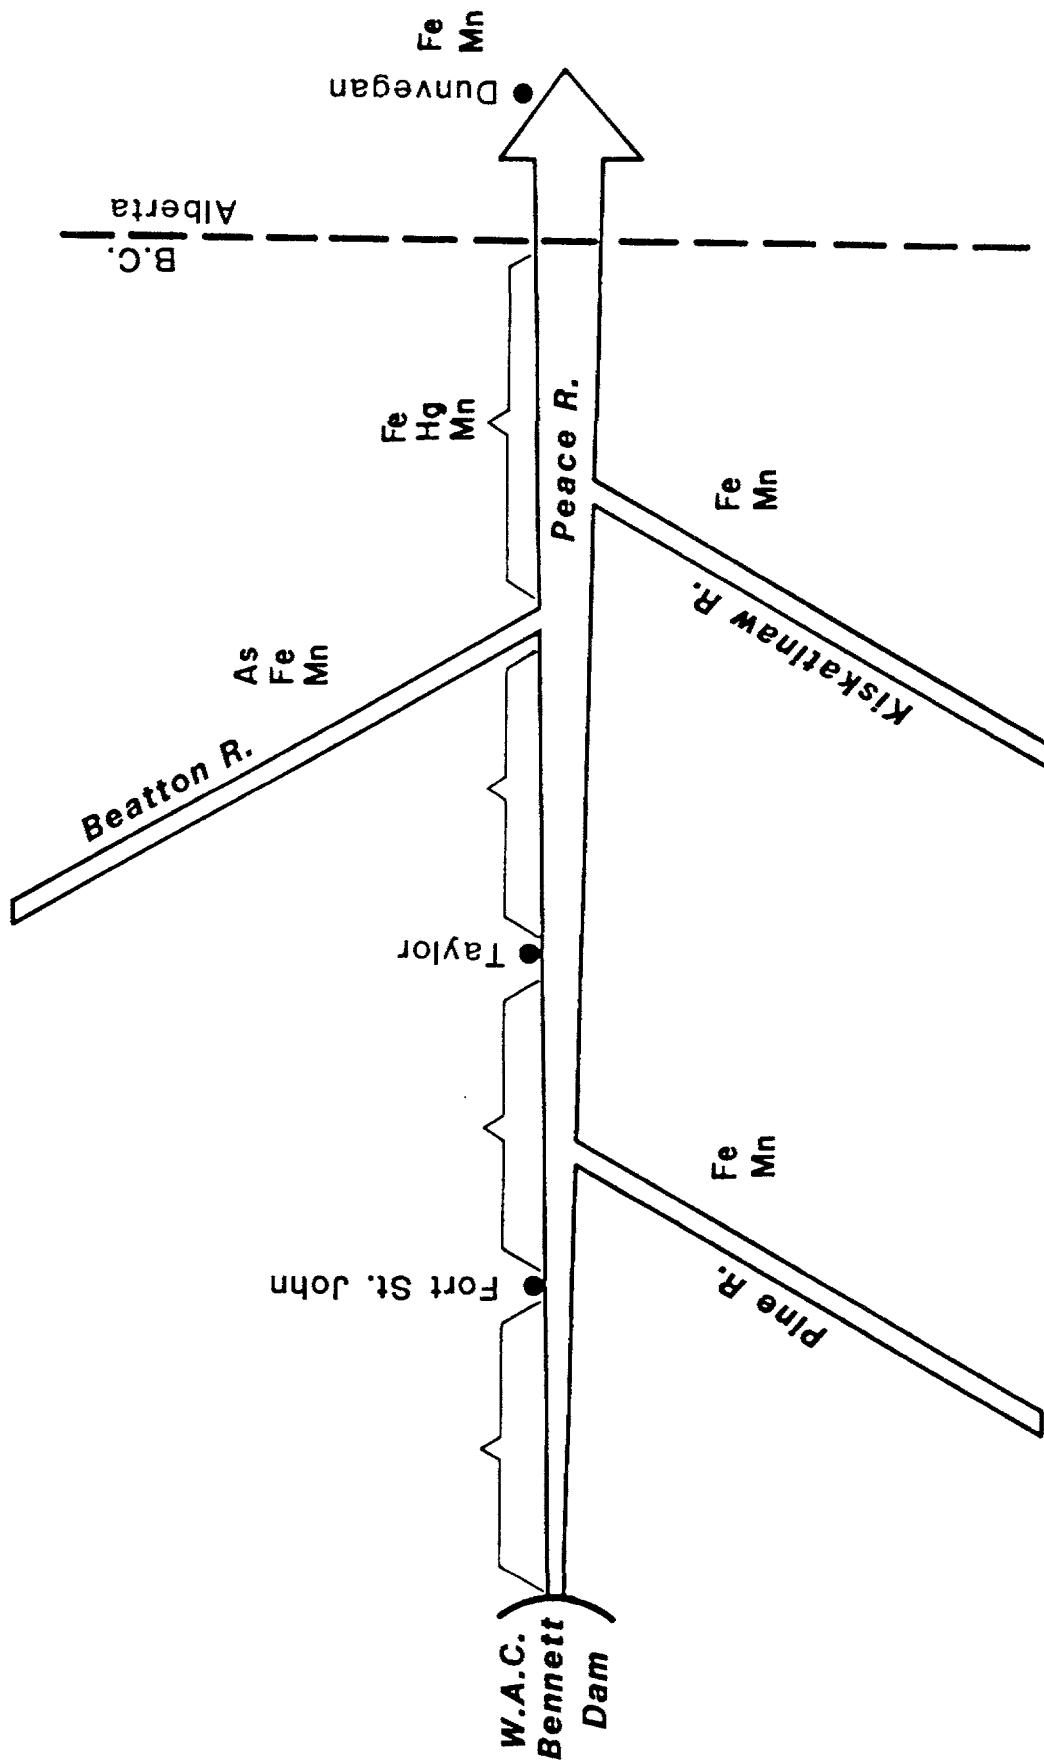 W.A.C.
Bennett
Dam
Fort St. John
Taylor
Beatton R.
As
Fe
Mn
Fe
Hg
Mn
B.C.
Alberta
Dunvegan
Fe
Mn
Peace R.
Pine R.
Fe
Mn
Kiskatinaw R.
Fe
Mn